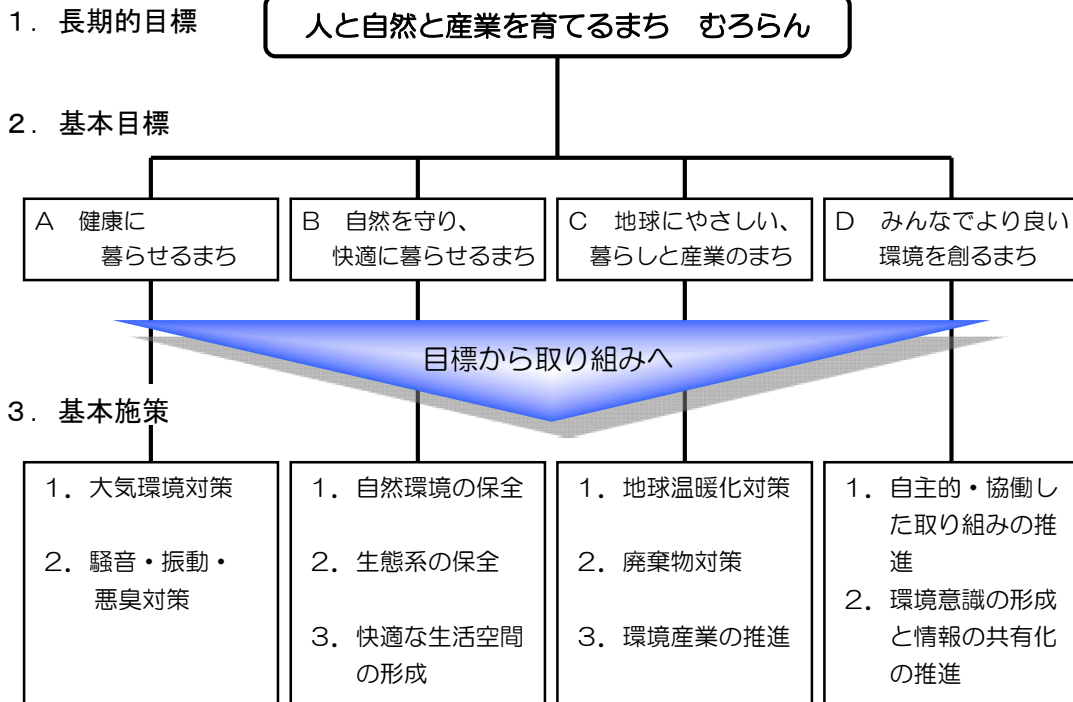 １．長期的目標
人と自然と産業を育てるまち　むろらん
２．基本目標
A　健康に
暮らせるまち
B　自然を守り、
快適に暮らせるまち
C　地球にやさしい、
暮らしと産業のまち
D　みんなでより良い
環境を創るまち
目標から取り組みへ
３．基本施策
１．大気環境対策
２．騒音・振動・
悪臭対策
１．自然環境の保全
２．生態系の保全
３．快適な生活空間
の形成
１．地球温暖化対策
２．廃棄物対策
３．環境産業の推進
１．自主的・協働し
た取り組みの推
進
２．環境意識の形成
と情報の共有化
の推進